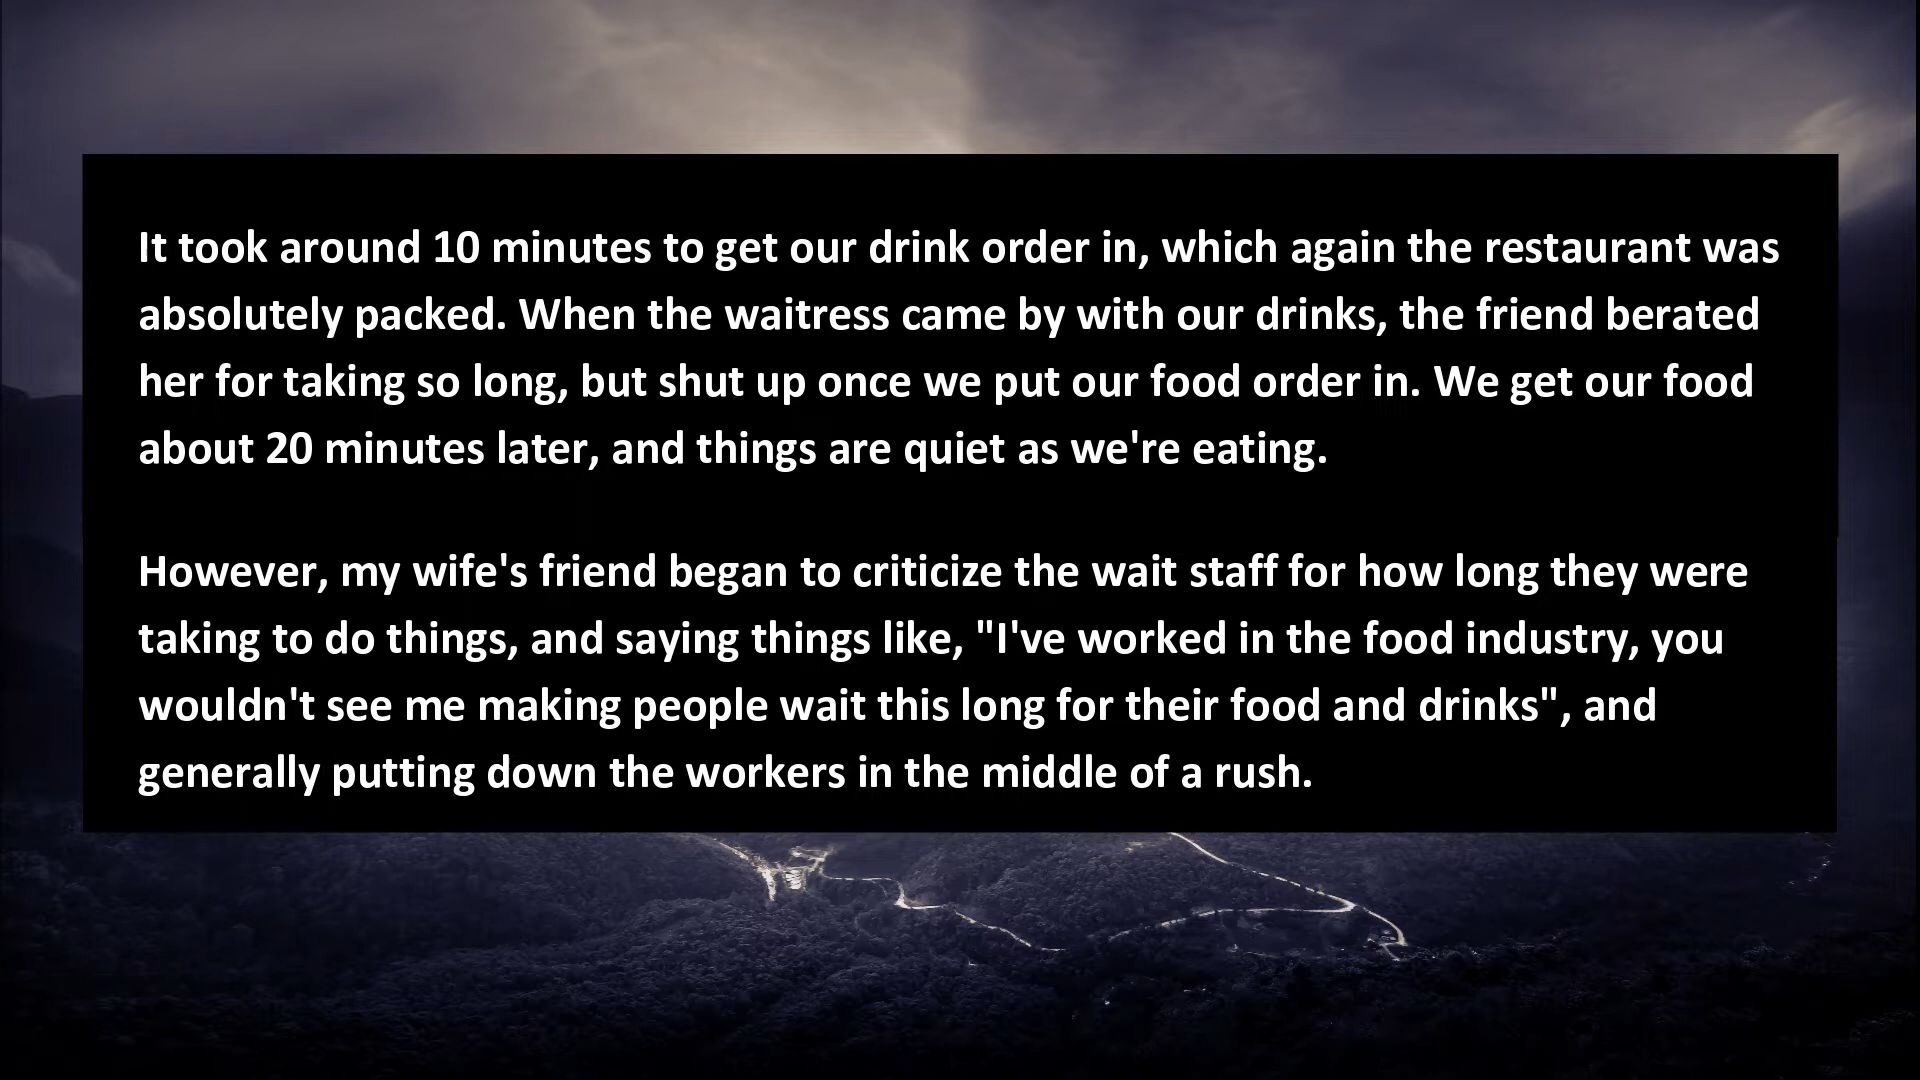 It took around 10 minutes to get our drink order in, which again the restaurant was
absolutely packed. When the waitress came by with our drinks, the friend berated
her for taking so long, but shut up once we put our food order in. We get our food
about 20 minutes later, and things are quiet as we're eating.
However, my wife's friend began to criticize the wait staff for how long they were
taking to do things, and saying things like, "I've worked in the food industry, you
wouldn't see me making people wait this long for their food and drinks", and
generally putting down the workers in the middle of a rush.